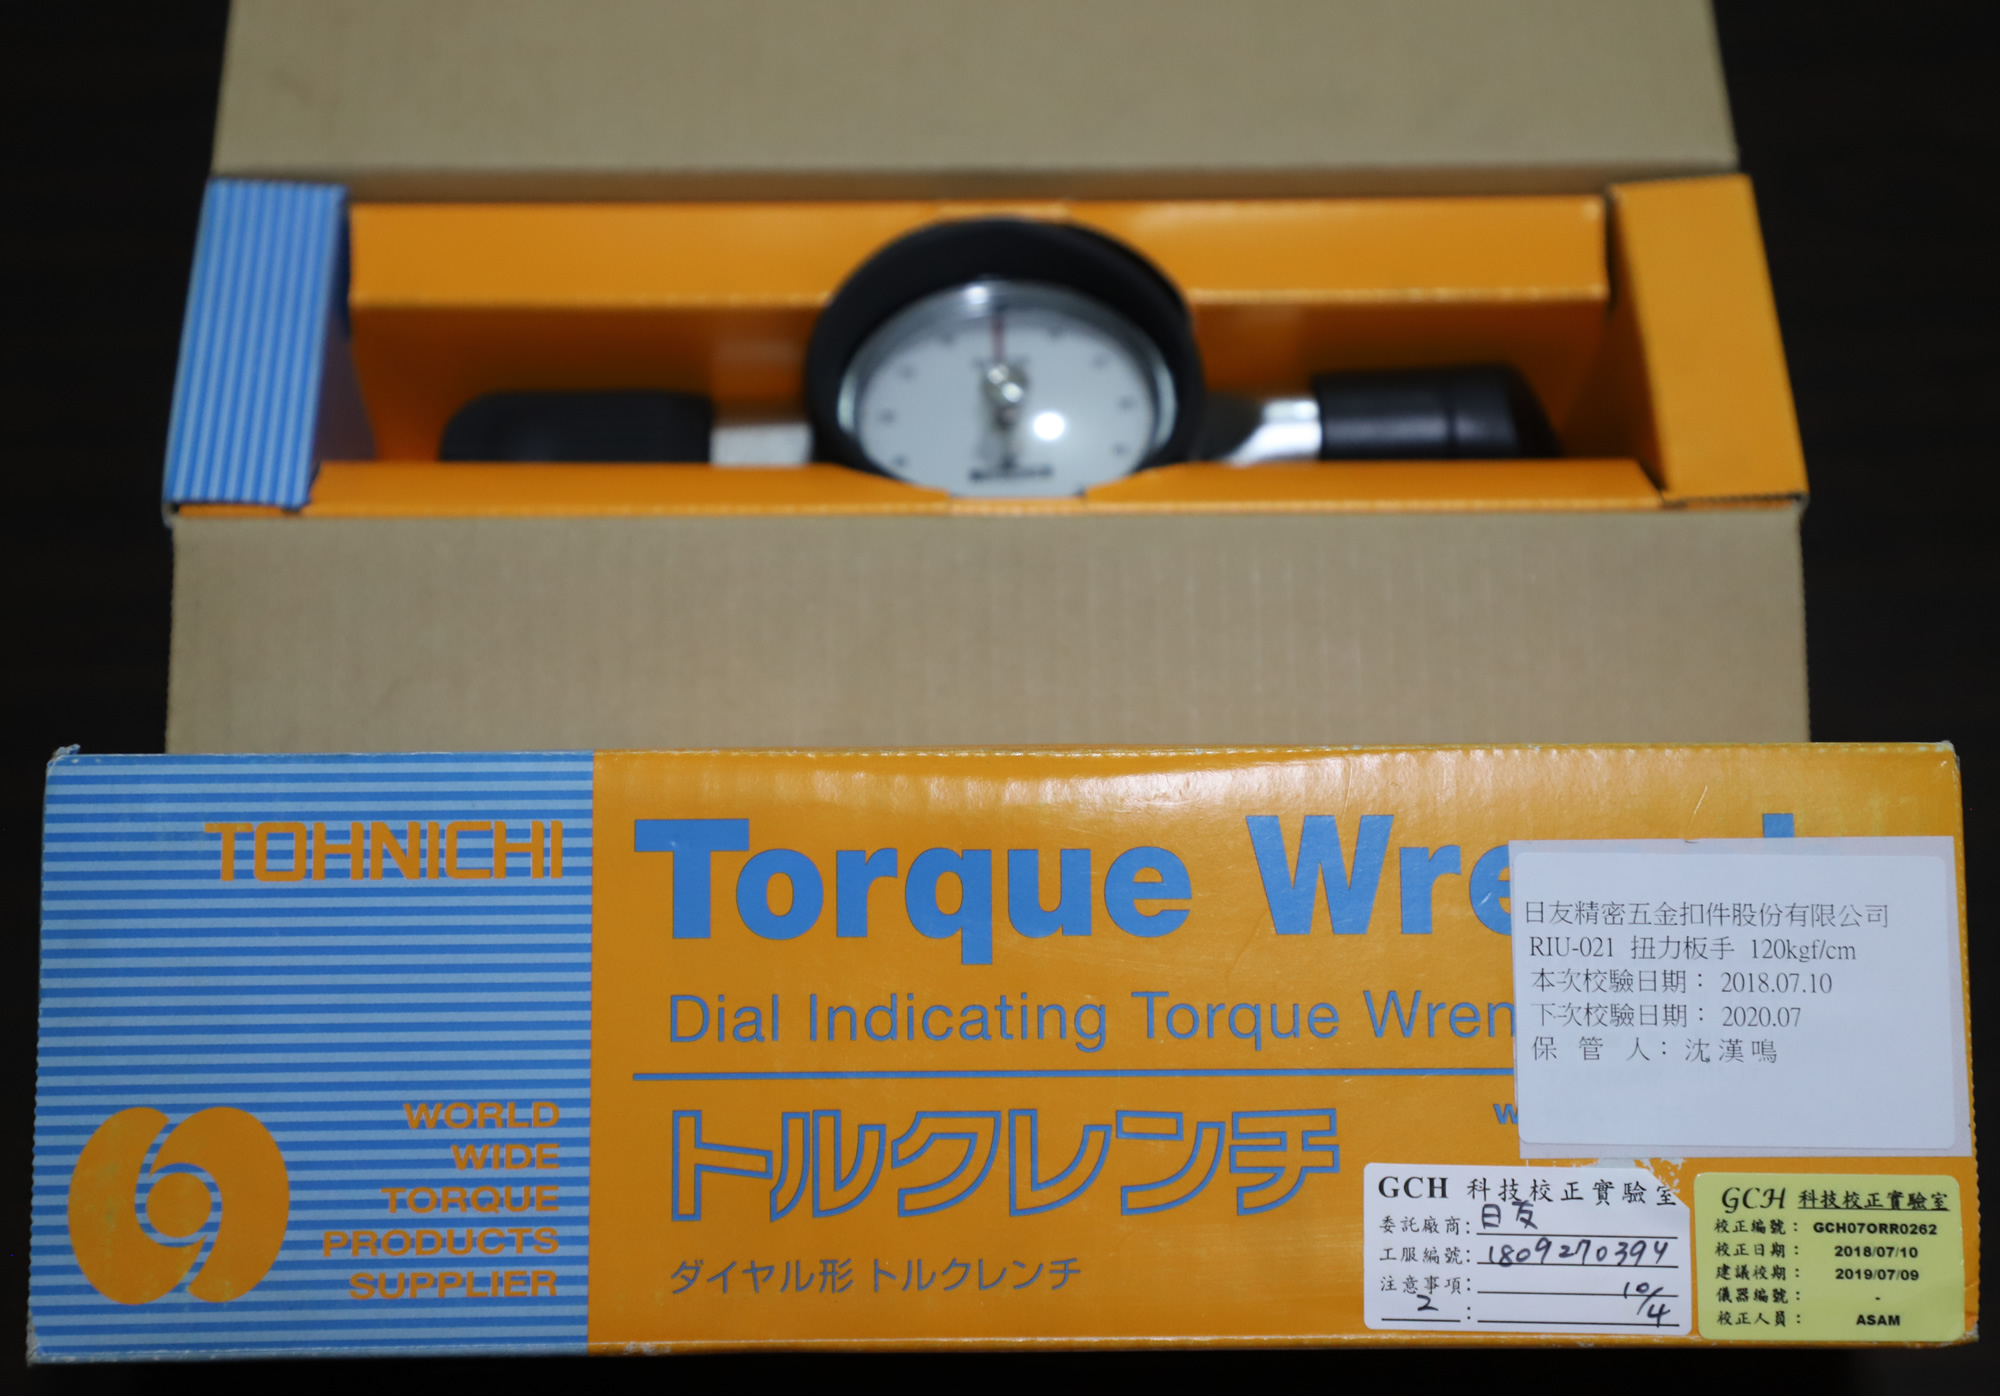 TOHNICHI
WORLD
WIDE
TORQUE
PRODUCTS
SUPPLIER
Torque Wre
Dial Indicating Torque Wren
トルクレンチ
ダイヤル形 トルクレンチ
日友精密五金扣件股份有限公司
RIU-021 扭力板手 120kgf/cm
本次校驗日期： 2018.07.10
下次校驗日期： 2020.07
保 管 人： 沈漢鳴
GCH 科技校正實驗室
委託廠商: 日友
工服編號: 1809270394
注意事項: 10/4
2 :
GCH 科技校正實驗室
校正編號： GCH07ORR0262
校正日期： 2018/07/10
建議校期： 2019/07/09
儀器編號： -
校正人員： ASAM